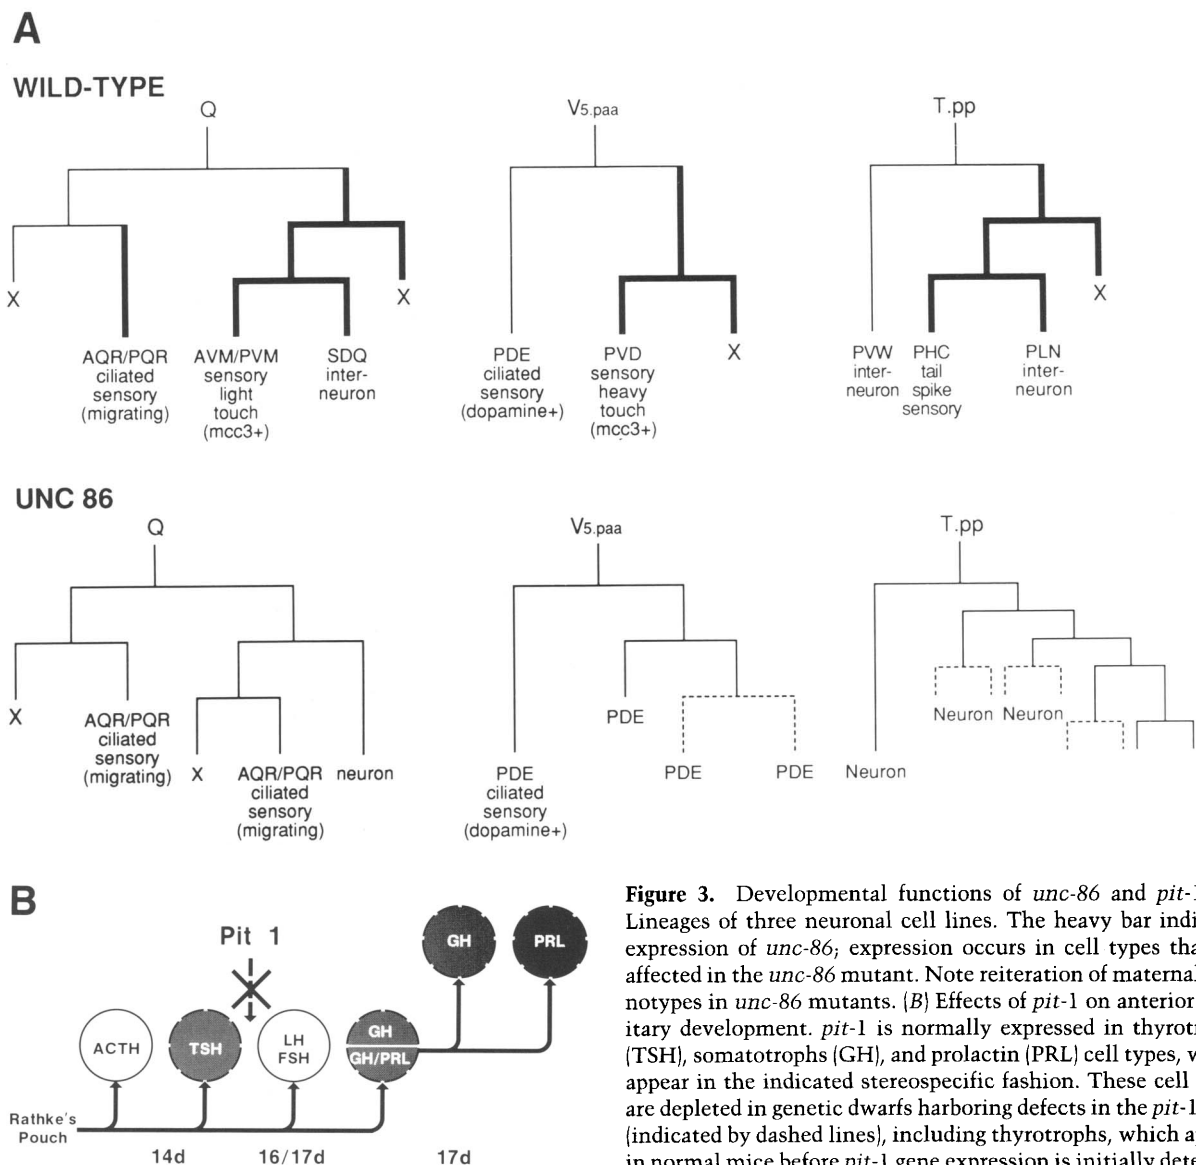 A
WILD-TYPE
Q
V5.paa
T.pp
X
X
X
X
AQR/PQR
ciliated
sensory
(migrating)
AVM/PVM
sensory
light
touch
(mcc3+)
SDQ
inter-
neuron
PDE
ciliated
sensory
(dopamine+)
PVD
sensory
heavy
touch
(mcc3+)
PVW
inter-
neuron
PHC
tail
spike
sensory
PLN
inter-
neuron
UNC 86
Q
V5.paa
T.pp
X
AQR/PQR
ciliated
sensory
(migrating)
X
AQR/PQR
ciliated
sensory
(migrating)
neuron
PDE
ciliated
sensory
(dopamine+)
PDE
PDE
PDE
Neuron
Neuron
Neuron
B
Pit 1
ACTH
TSH
LH
FSH
GH
GH/PRL
GH
PRL
Rathke's
Pouch
14d
16/17d
17d
Figure 3. Developmental functions of unc-86 and pit-1
Lineages of three neuronal cell lines. The heavy bar indi
expression of unc-86; expression occurs in cell types tha
affected in the unc-86 mutant. Note reiteration of maternal
notypes in unc-86 mutants. (B) Effects of pit-1 on anterior
itary development. pit-1 is normally expressed in thyrot
(TSH), somatotrophs (GH), and prolactin (PRL) cell types, w
appear in the indicated stereospecific fashion. These cell
are depleted in genetic dwarfs harboring defects in the pit-1
(indicated by dashed lines), including thyrotrophs, which a
in normal mice before pit-1 gene expression is initially dete